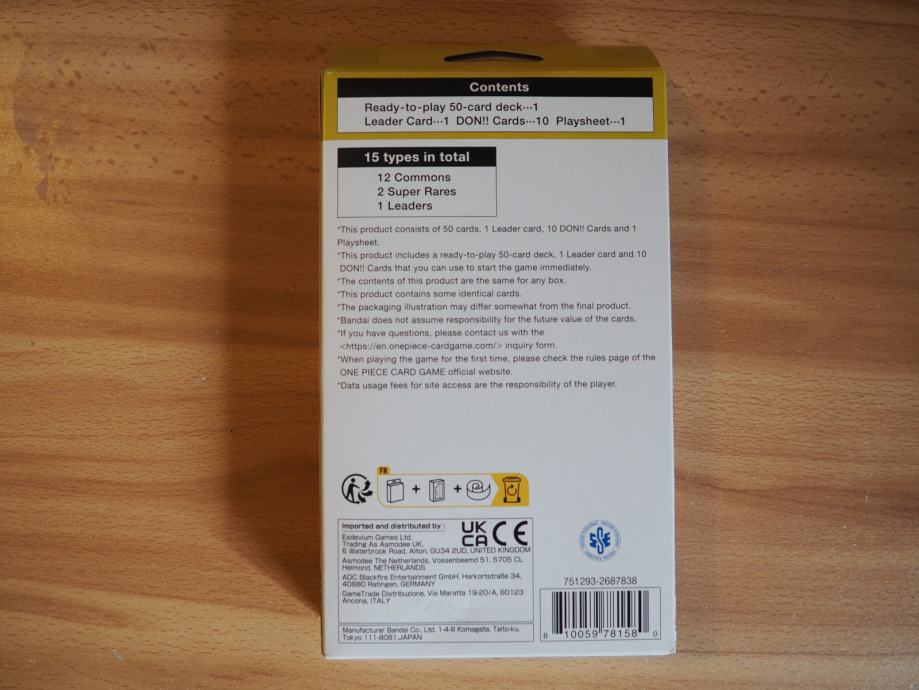 Contents
Ready-to-play 50-card deck···1
Leader Card···1 DON!! Cards···10 Playsheet···1
15 types in total
12 Commons
2 Super Rares
1 Leaders
*This product consists of 50 cards, 1 Leader card, 10 DON!! Cards and 1
Playsheet.
*This product includes a ready-to-play 50-card deck, 1 Leader card and 10
DON!! Cards that you can use to start the game immediately.
*The contents of this product are the same for any box.
*This product contains some identical cards.
*The packaging illustration may differ somewhat from the final product.
*Bandai does not assume responsibility for the future value of the cards.
*If you have questions, please contact us with the
<https://en.onepiece-cardgame.com/> inquiry form.
*When playing the game for the first time, please check the rules page of the
ONE PIECE CARD GAME official website.
*Data usage fees for site access are the responsibility of the player.
FR
+ + 
Imported and distributed by :
Esdevium Games Ltd,
Trading As Asmodee UK,
6 Waterbrook Road, Alton, GU34 2UD, UNITED KINGDOM
Asmodee The Netherlands, Vossenbeemd 51, 5705 CL
Helmond, NETHERLANDS
ADC Blackfire Entertainment GmbH, Harkortstraße 34,
40880 Ratingen, GERMANY
GameTrade Distribuzione, Via Maratta 19-20/A, 60123
Ancona, ITALY
UK
CA CE
Manufacturer Bandai Co., Ltd. 1-4-8 Komagata, Taito-ku,
Tokyo 111-8081,JAPAN
751293-2687838
8 10059 78158 0